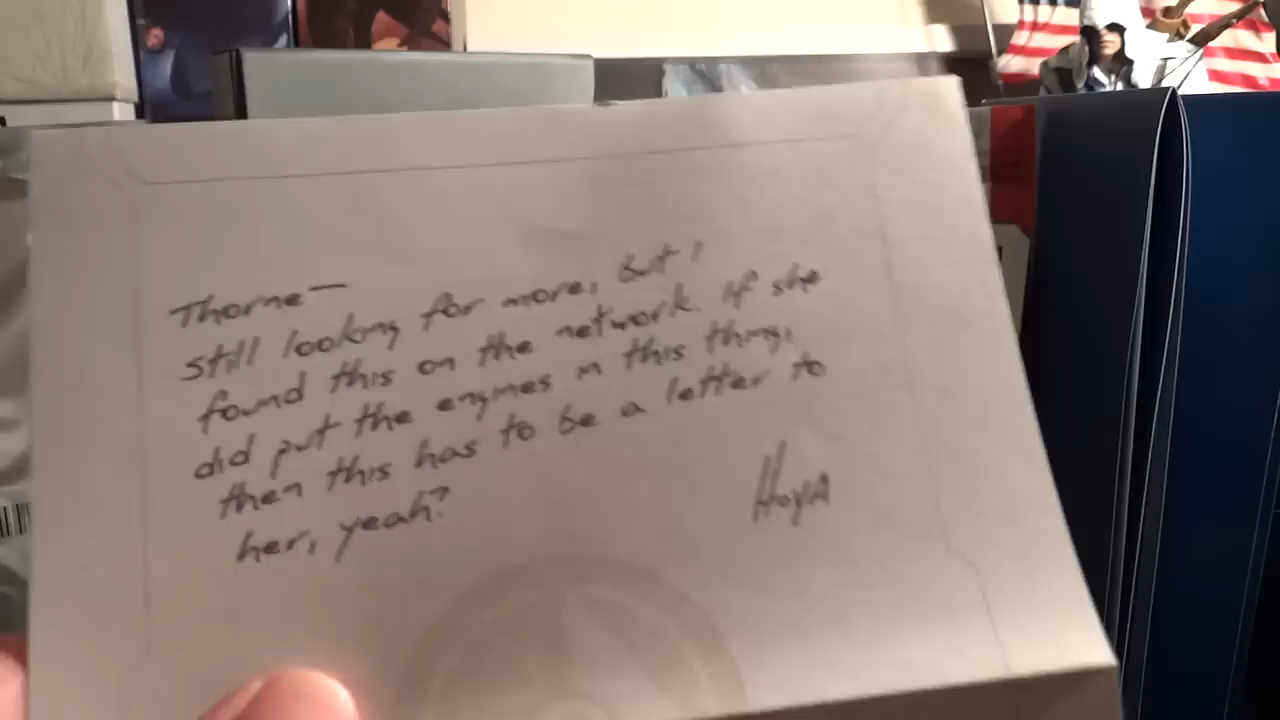 Thorne—
still looking for more, but I
found this on the network. If she
did put the engines in this thing,
then this has to be a letter to
her, yeah?